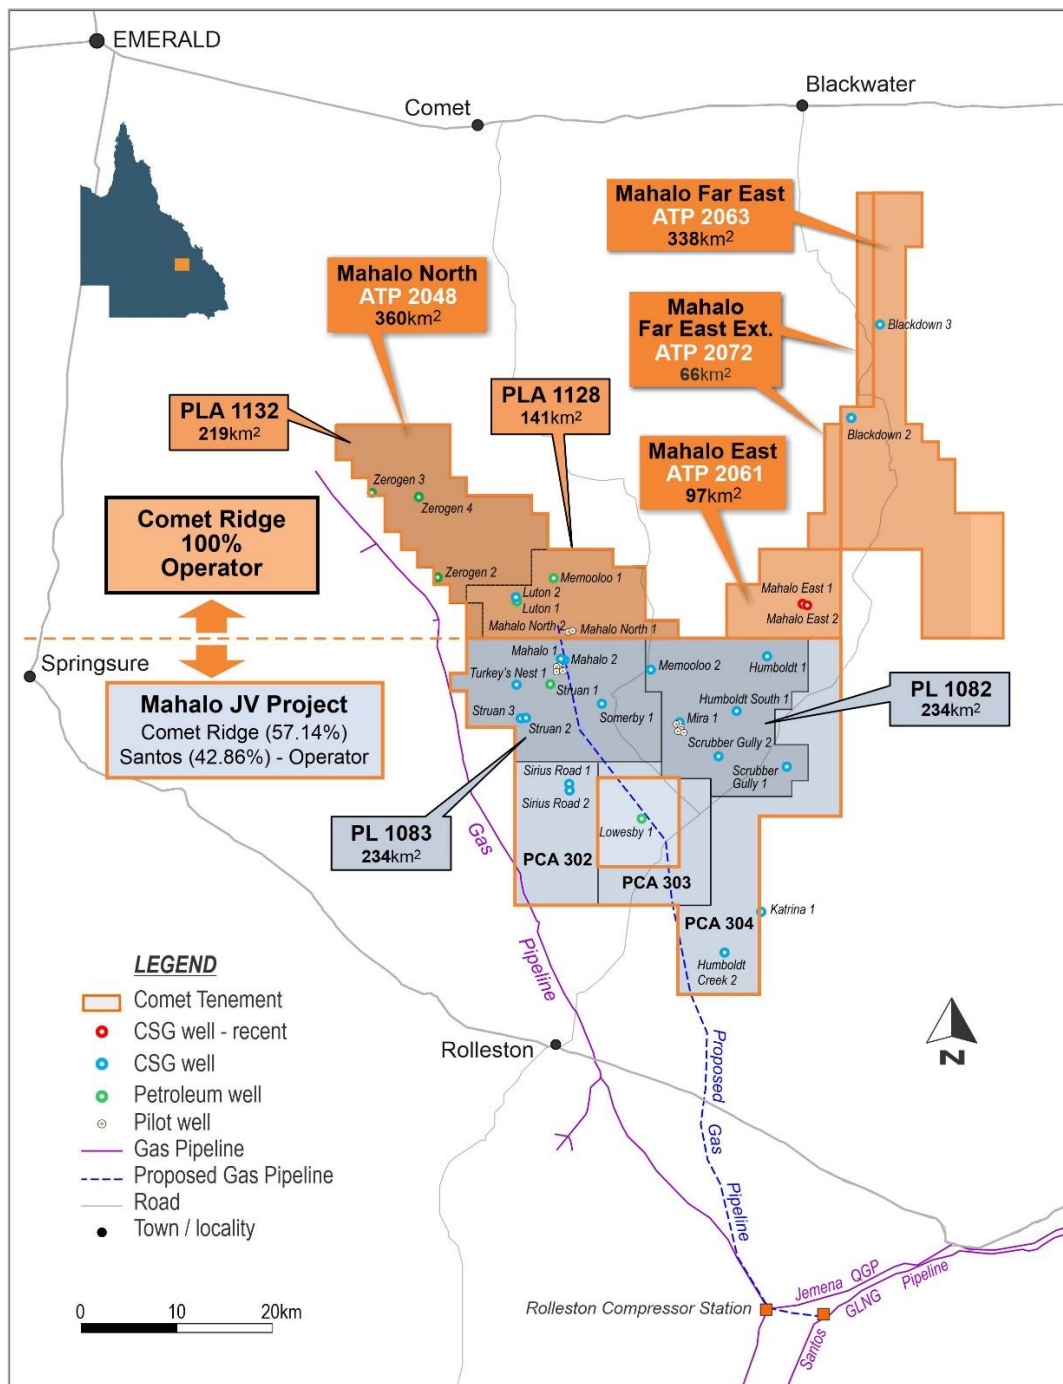 EMERALD
Blackwater
Comet
Mahalo Far East
ATP 2063
338km²
Mahalo North
ATP 2048
360km²
Mahalo
Far East Ext.
ATP 2072
66km²
Blackdown 3
PLA 1132
219km²
PLA 1128
141km²
Blackdown 2
Mahalo East
ATP 2061
97km²
Zerogen 3
Zerogen 4
Comet Ridge
100%
Operator
Zerogen 2
Memooloo 1
Luton 2
Luton 1
Mahalo East 1
Mahalo East 2
Mahalo North 2
Mahalo North 1
Springsure
Mahalo 1
Mahalo 2
Memooloo 2
Humboldt 1
Turkey's Nest 1
Struan 1
Mahalo JV Project
Comet Ridge (57.14%)
Santos (42.86%) - Operator
PL 1082
234km²
Humboldt South 1
Somerby 1
Struan 3
Struan 2
Mira 1
Scrubber Gully 2
Scrubber
Gully 1
Sirius Road 1
Sirius Road 2
PL 1083
234km²
Lowesby 1
Gas
PCA 302
PCA 303
PCA 304
Katrina 1
Pipeline
Humboldt
Creek 2
LEGEND
Comet Tenement
CSG well - recent
CSG well
Petroleum well
Pilot well
Gas Pipeline
Proposed Gas Pipeline
Road
Town / locality
N
Rolleston
Proposed Gas Pipeline
0 10 20km
Rolleston Compressor Station
Jemena QGP
Santos GLNG Pipeline